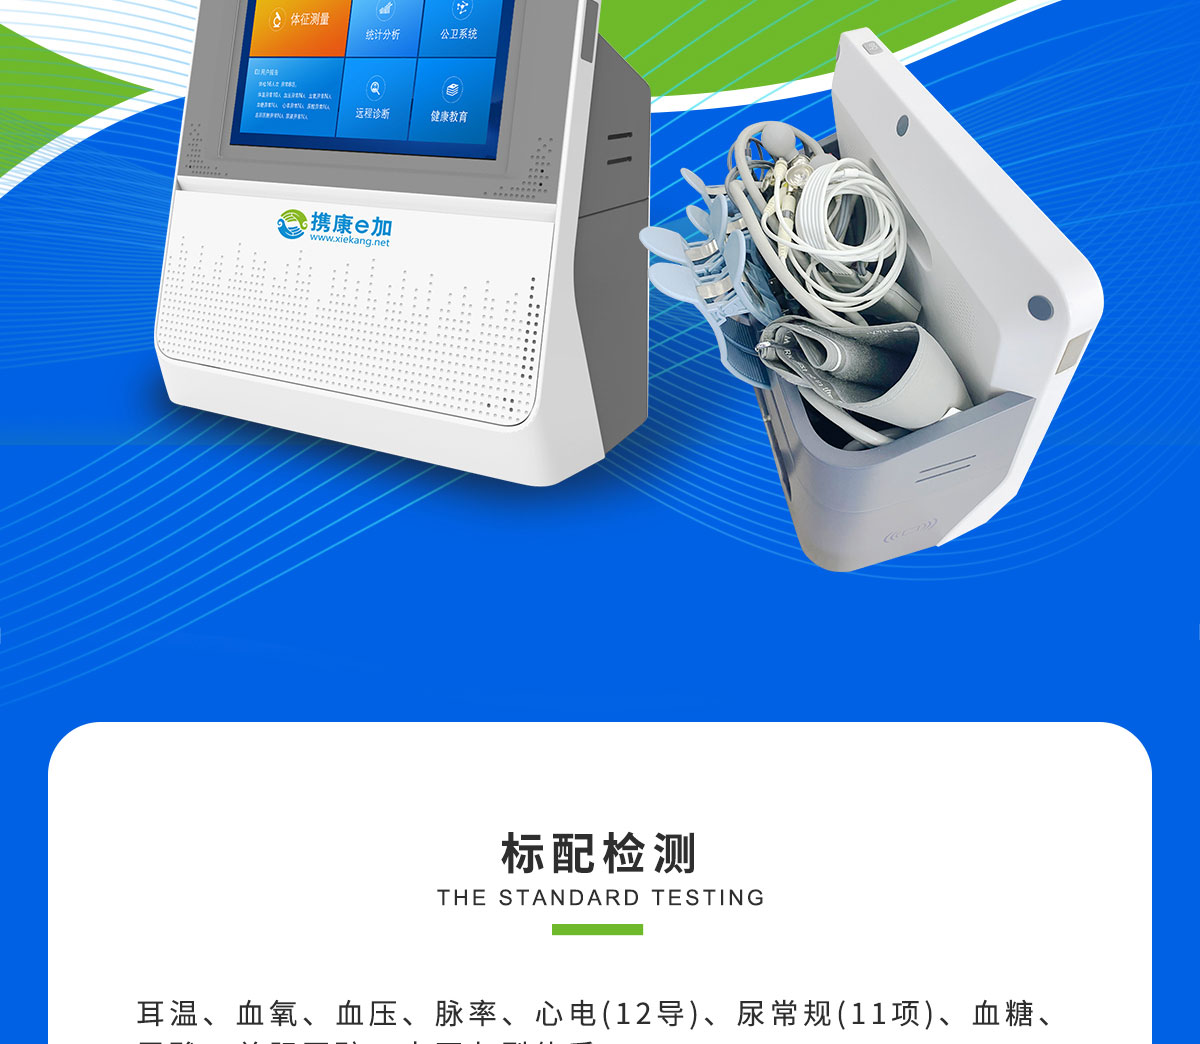 体征测量
统计分析
公卫系统
远程诊断
健康教育
携康e加
www.xiekang.net
标配检测
THE STANDARD TESTING
耳温、血氧、血压、脉率、心电(12导)、尿常规(11项)、血糖、